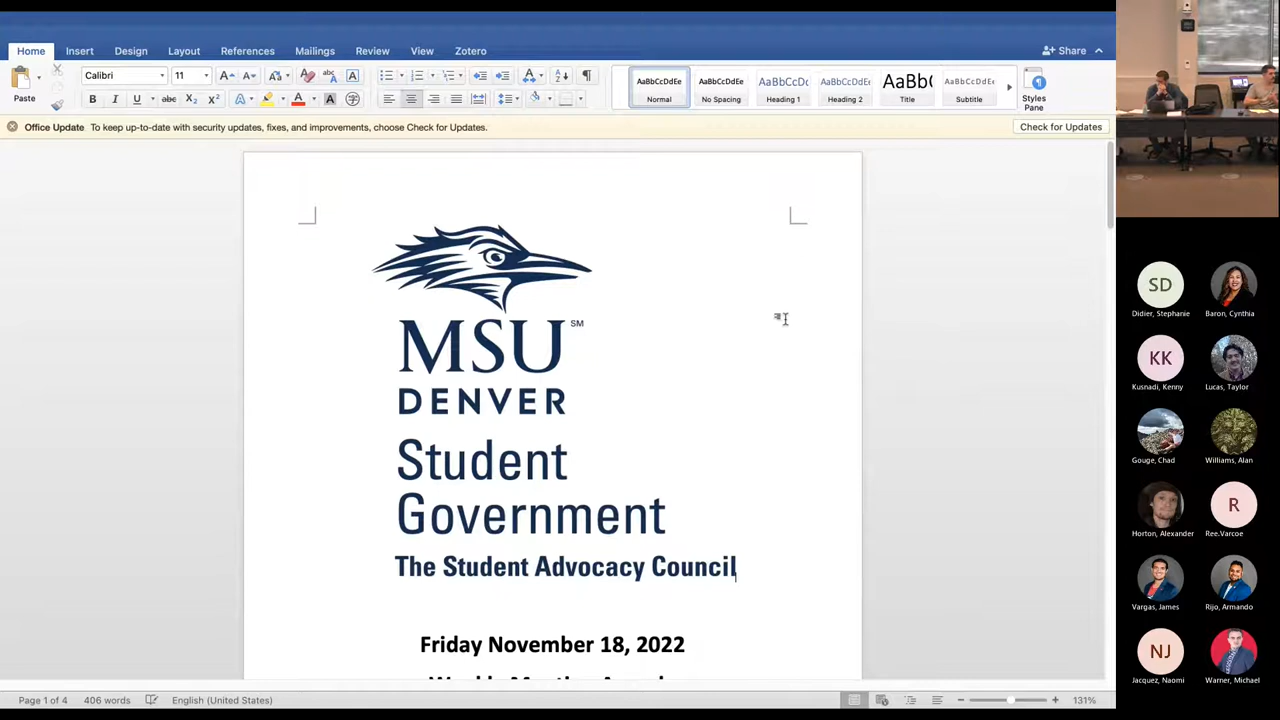 Home Insert Design Layout References Mailings Review View Zotero Share
Paste Calibri 11 AaBbCcDdEe AaBbCcDdEe AaBbCcDc AaBbCcDdE AaBb( AaBbCcDdEe
B I U abc X₂ X² A A A Normal No Spacing Heading 1 Heading 2 Title Subtitle Styles Pane
Office Update To keep up-to-date with security updates, fixes, and improvements, choose Check for Updates. Check for Updates
MSU SM
DENVER
Student
Government
The Student Advocacy Council
Friday November 18, 2022
Page 1 of 4 406 words English (United States) 131%
SD
Didier, Stephanie Baron, Cynthia
KK
Kusnadi, Kenny Lucas, Taylor
Gouge, Chad Williams, Alan
R
Horton, Alexander Ree.Varcoe
Vargas, James Rijo, Armando
NJ
Jacquez, Naomi Warner, Michael